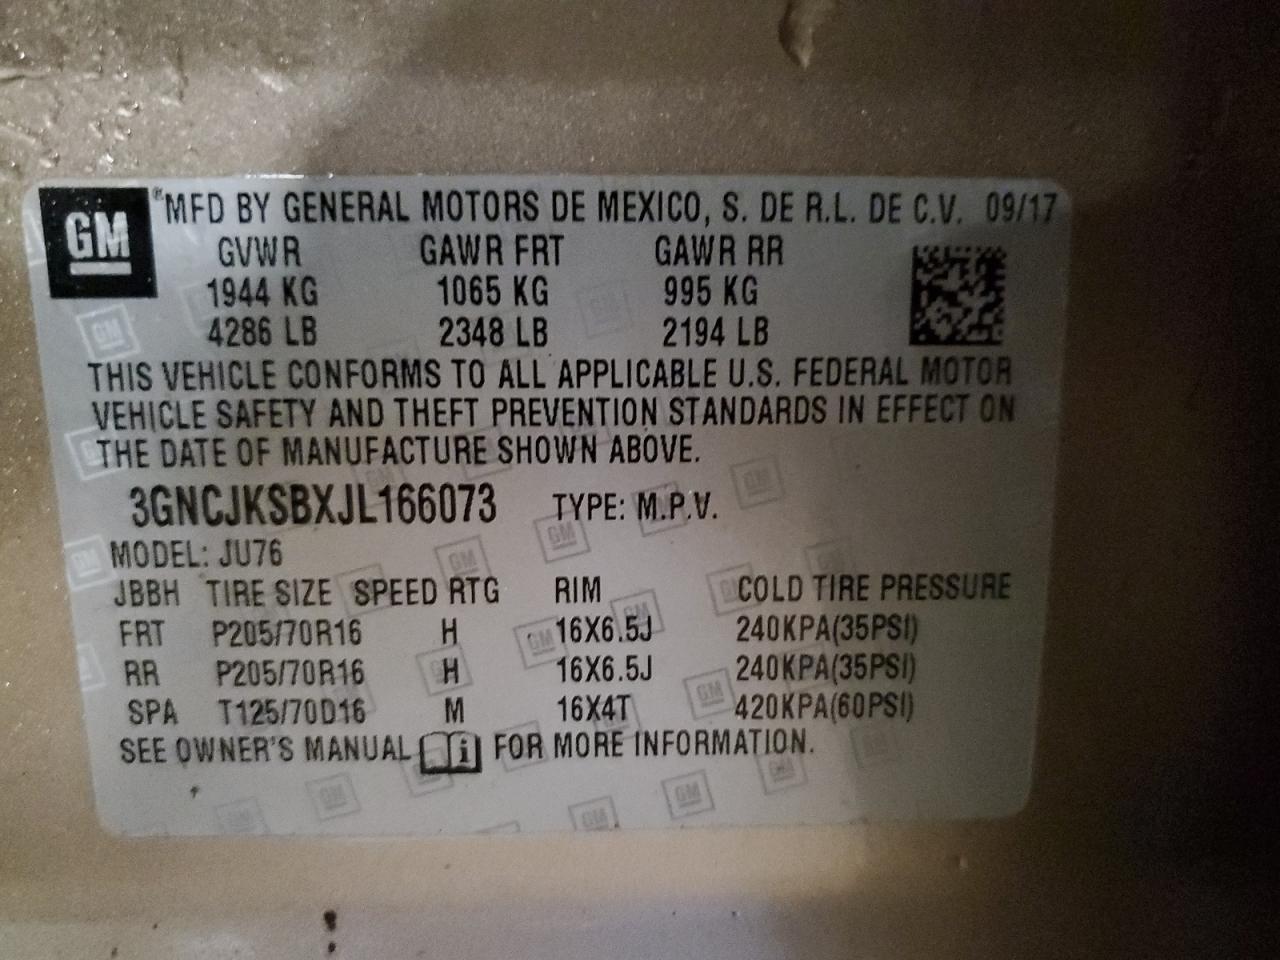 GM
®MFD BY GENERAL MOTORS DE MEXICO, S. DE R.L. DE C.V. 09/17
GVWR GAWR FRT GAWR RR
1944 KG 1065 KG 995 KG
4286 LB 2348 LB 2194 LB
THIS VEHICLE CONFORMS TO ALL APPLICABLE U.S. FEDERAL MOTOR
VEHICLE SAFETY AND THEFT PREVENTION STANDARDS IN EFFECT ON
THE DATE OF MANUFACTURE SHOWN ABOVE.
3GNCJKSBXJL166073 TYPE: M.P.V.
MODEL: JU76
JBBH TIRE SIZE SPEED RTG RIM COLD TIRE PRESSURE
FRT P205/70R16 H 16X6.5J 240KPA(35PSI)
RR P205/70R16 H 16X6.5J 240KPA(35PSI)
SPA T125/70D16 M 16X4T 420KPA(60PSI)
SEE OWNER'S MANUAL i FOR MORE INFORMATION.